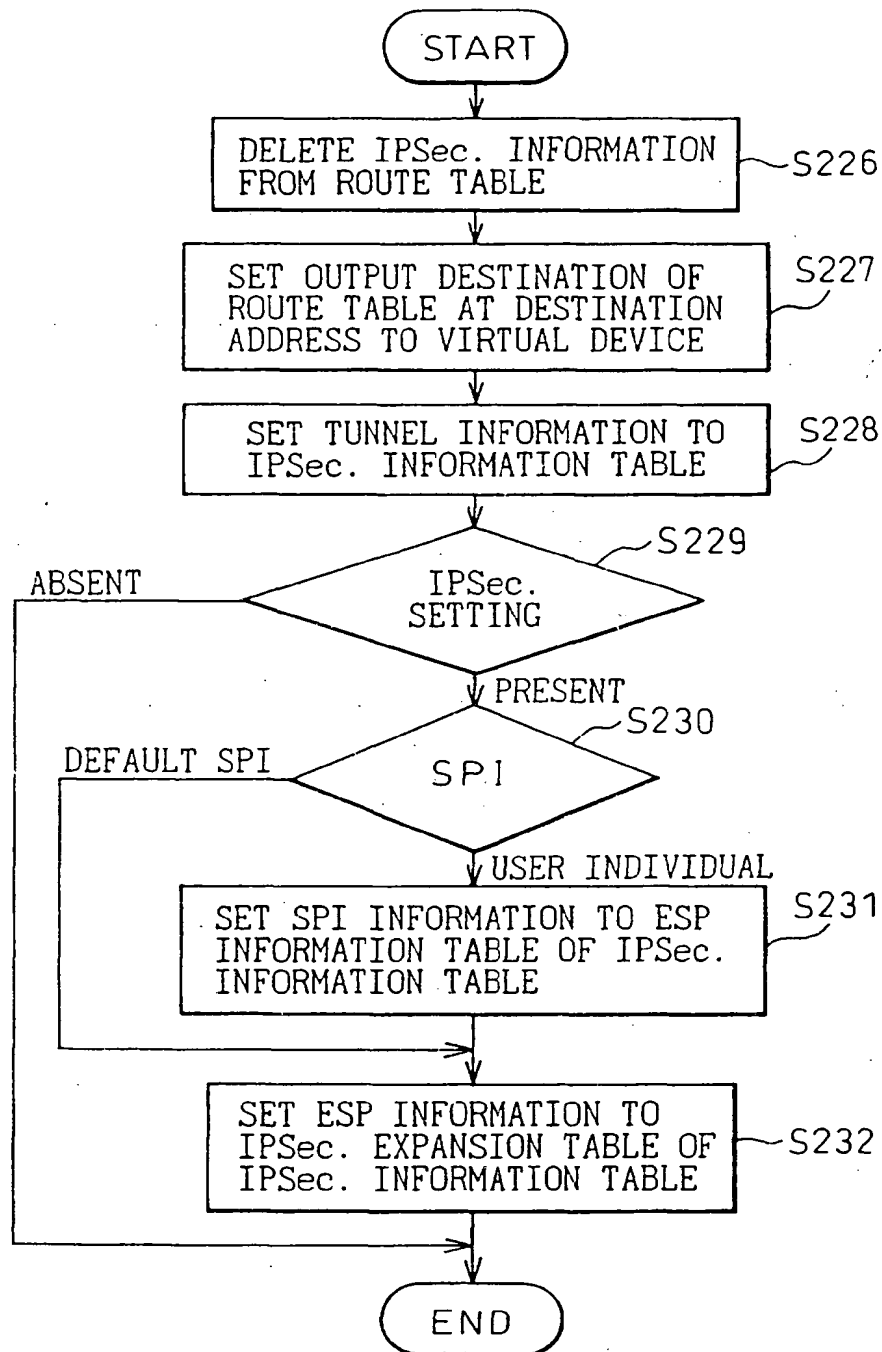 START
DELETE IPSec. INFORMATION
FROM ROUTE TABLE
S226
SET OUTPUT DESTINATION OF
ROUTE TABLE AT DESTINATION
ADDRESS TO VIRTUAL DEVICE
S227
SET TUNNEL INFORMATION TO
IPSec. INFORMATION TABLE
S228
S229
ABSENT
IPSec.
SETTING
PRESENT
S230
DEFAULT SPI
SPI
USER INDIVIDUAL
SET SPI INFORMATION TO ESP
INFORMATION TABLE OF IPSec.
INFORMATION TABLE
S231
SET ESP INFORMATION TO
IPSec. EXPANSION TABLE OF
IPSec. INFORMATION TABLE
S232
END